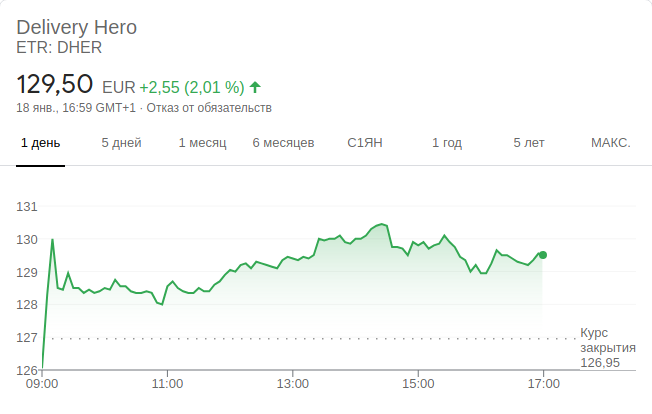 Delivery Hero
ETR: DHER
129,50 EUR +2,55 (2,01 %)
18 янв., 16:59 GMT+1 · Отказ от обязательств
1 день 5 дней 1 месяц 6 месяцев С1ЯН 1 год 5 лет МАКС.
131
130
129
128
127
126
Курс
закрытия
126,95
09:00 11:00 13:00 15:00 17:00